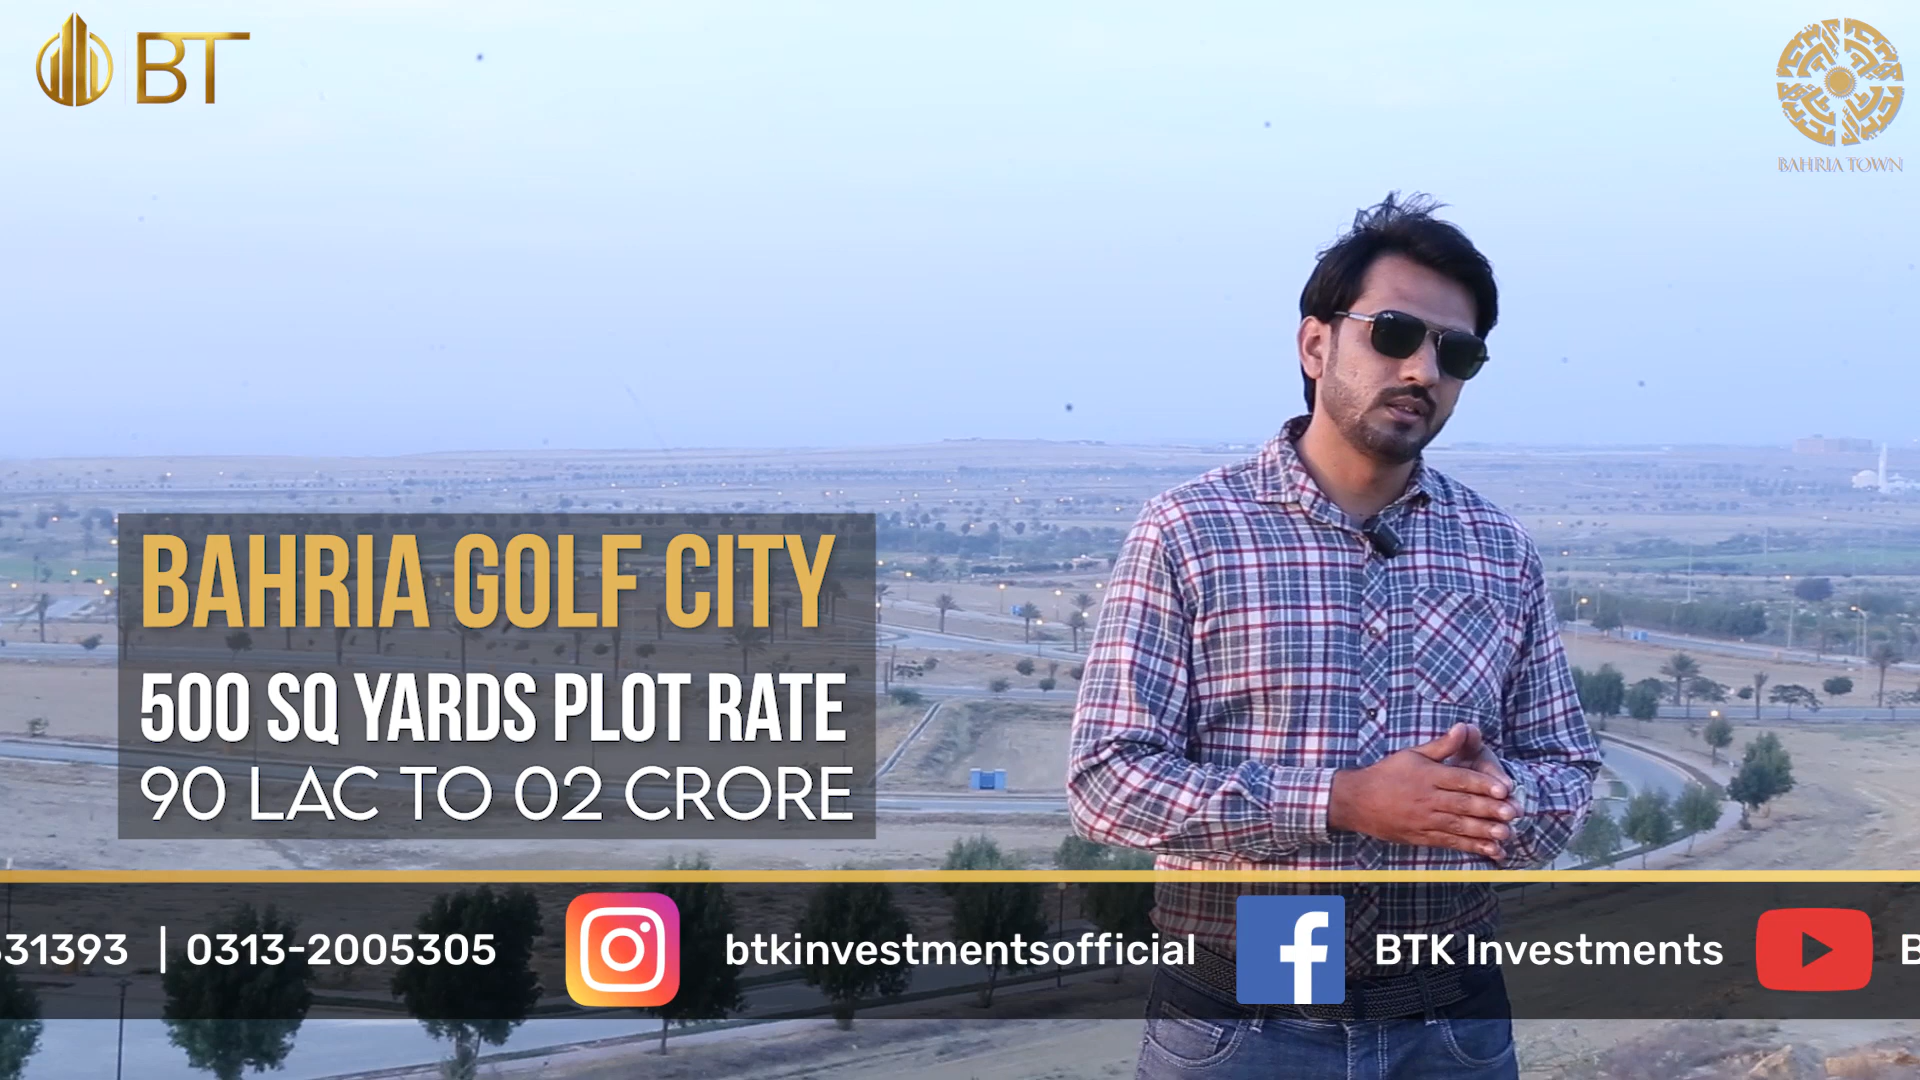 BT
BAHRIA TOWN
BAHRIA GOLF CITY
500 SQ YARDS PLOT RATE
90 LAC TO 02 CRORE
31393 | 0313-2005305 btkinvestmentsofficial BTK Investments B